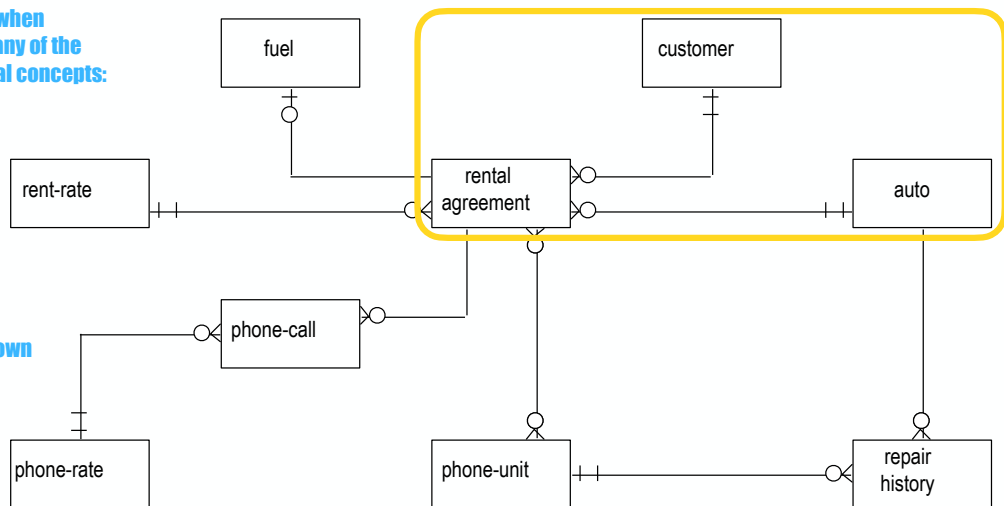 when
any of the
al concepts:
fuel
customer
rent-rate
rental
agreement
auto
phone-call
own
phone-rate
phone-unit
repair
history